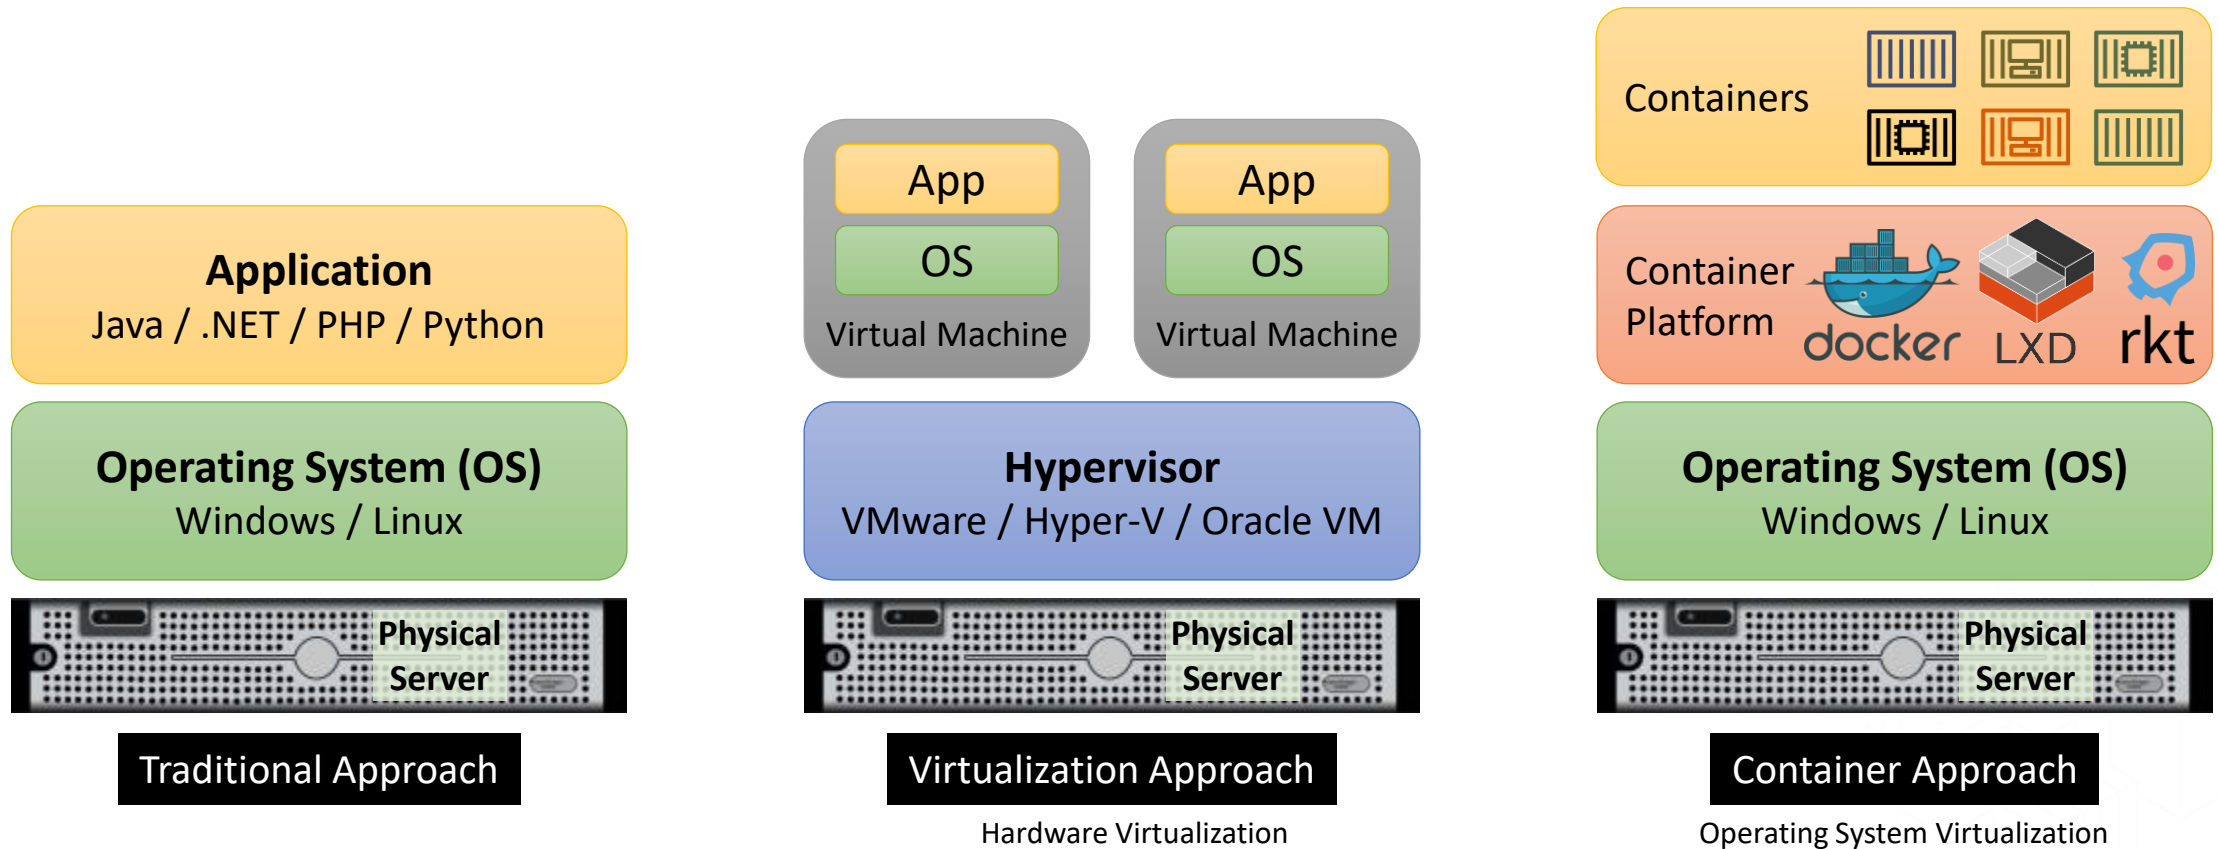 Application
Java / .NET / PHP / Python
Operating System (OS)
Windows / Linux
Physical
Server
Traditional Approach
App
OS
Virtual Machine
App
OS
Virtual Machine
Hypervisor
VMware / Hyper-V / Oracle VM
Physical
Server
Virtualization Approach
Hardware Virtualization
Containers
Container
Platform
docker
LXD
rkt
Operating System (OS)
Windows / Linux
Physical
Server
Container Approach
Operating System Virtualization